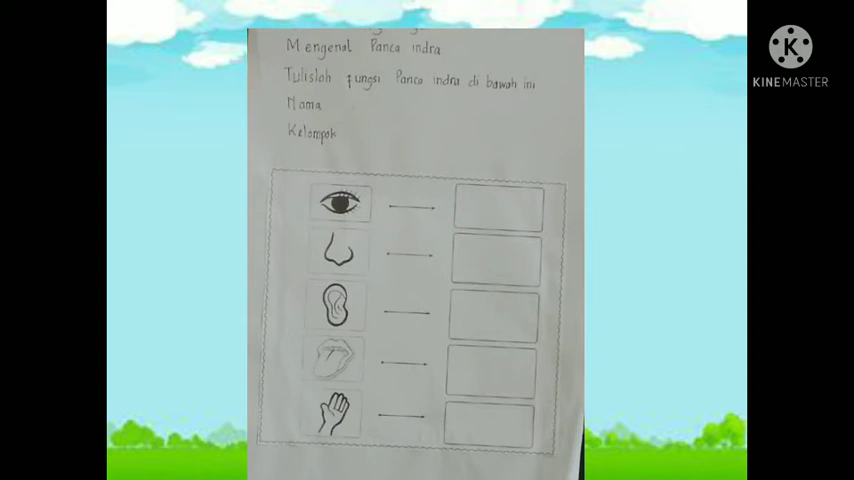 Mengenal Panca indra
Tulislah fungsi Panca indra di bawah ini
Nama
Kelompok
K
KINEMASTER